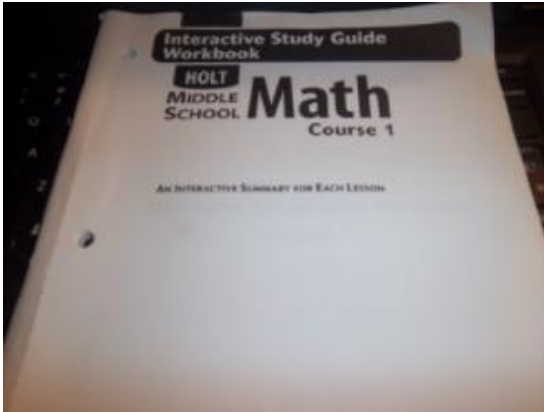 Interactive Study Guide
Workbook
HOLT
MIDDLE
SCHOOL
Math
Course 1
AN INTERACTIVE SUMMARY FOR EACH LESSON